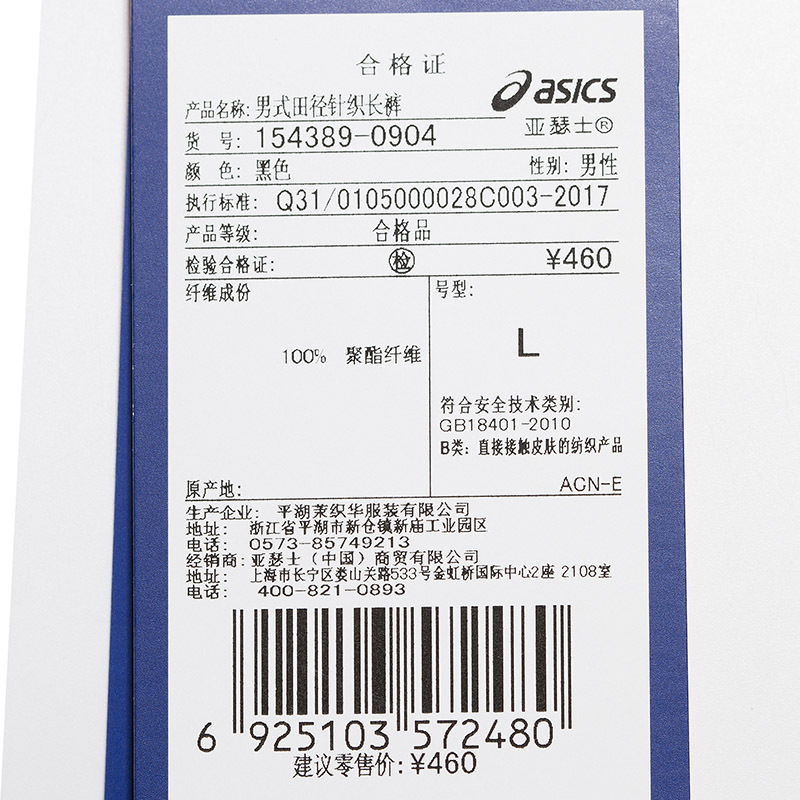 合格证
asics
亚瑟士®
产品名称: 男式田径针织长裤
货 号: 154389-0904
颜 色: 黑色 性别: 男性
执行标准: Q31/0105000028C003-2017
产品等级: 合格品
检验合格证: 检 ¥460
纤维成份
100% 聚酯纤维
号型:
L
符合安全技术类别:
GB18401-2010
B类: 直接接触皮肤的纺织产品
原产地: ACN-E
生产企业: 平湖茉织华服装有限公司
地址: 浙江省平湖市新仓镇新庙工业园区
电话: 0573-85749213
经销商: 亚瑟士(中国)商贸有限公司
地址: 上海市长宁区娄山关路533号金虹桥国际中心2座 2108室
电话: 400-821-0893
6 925103 572480
建议零售价: ¥460